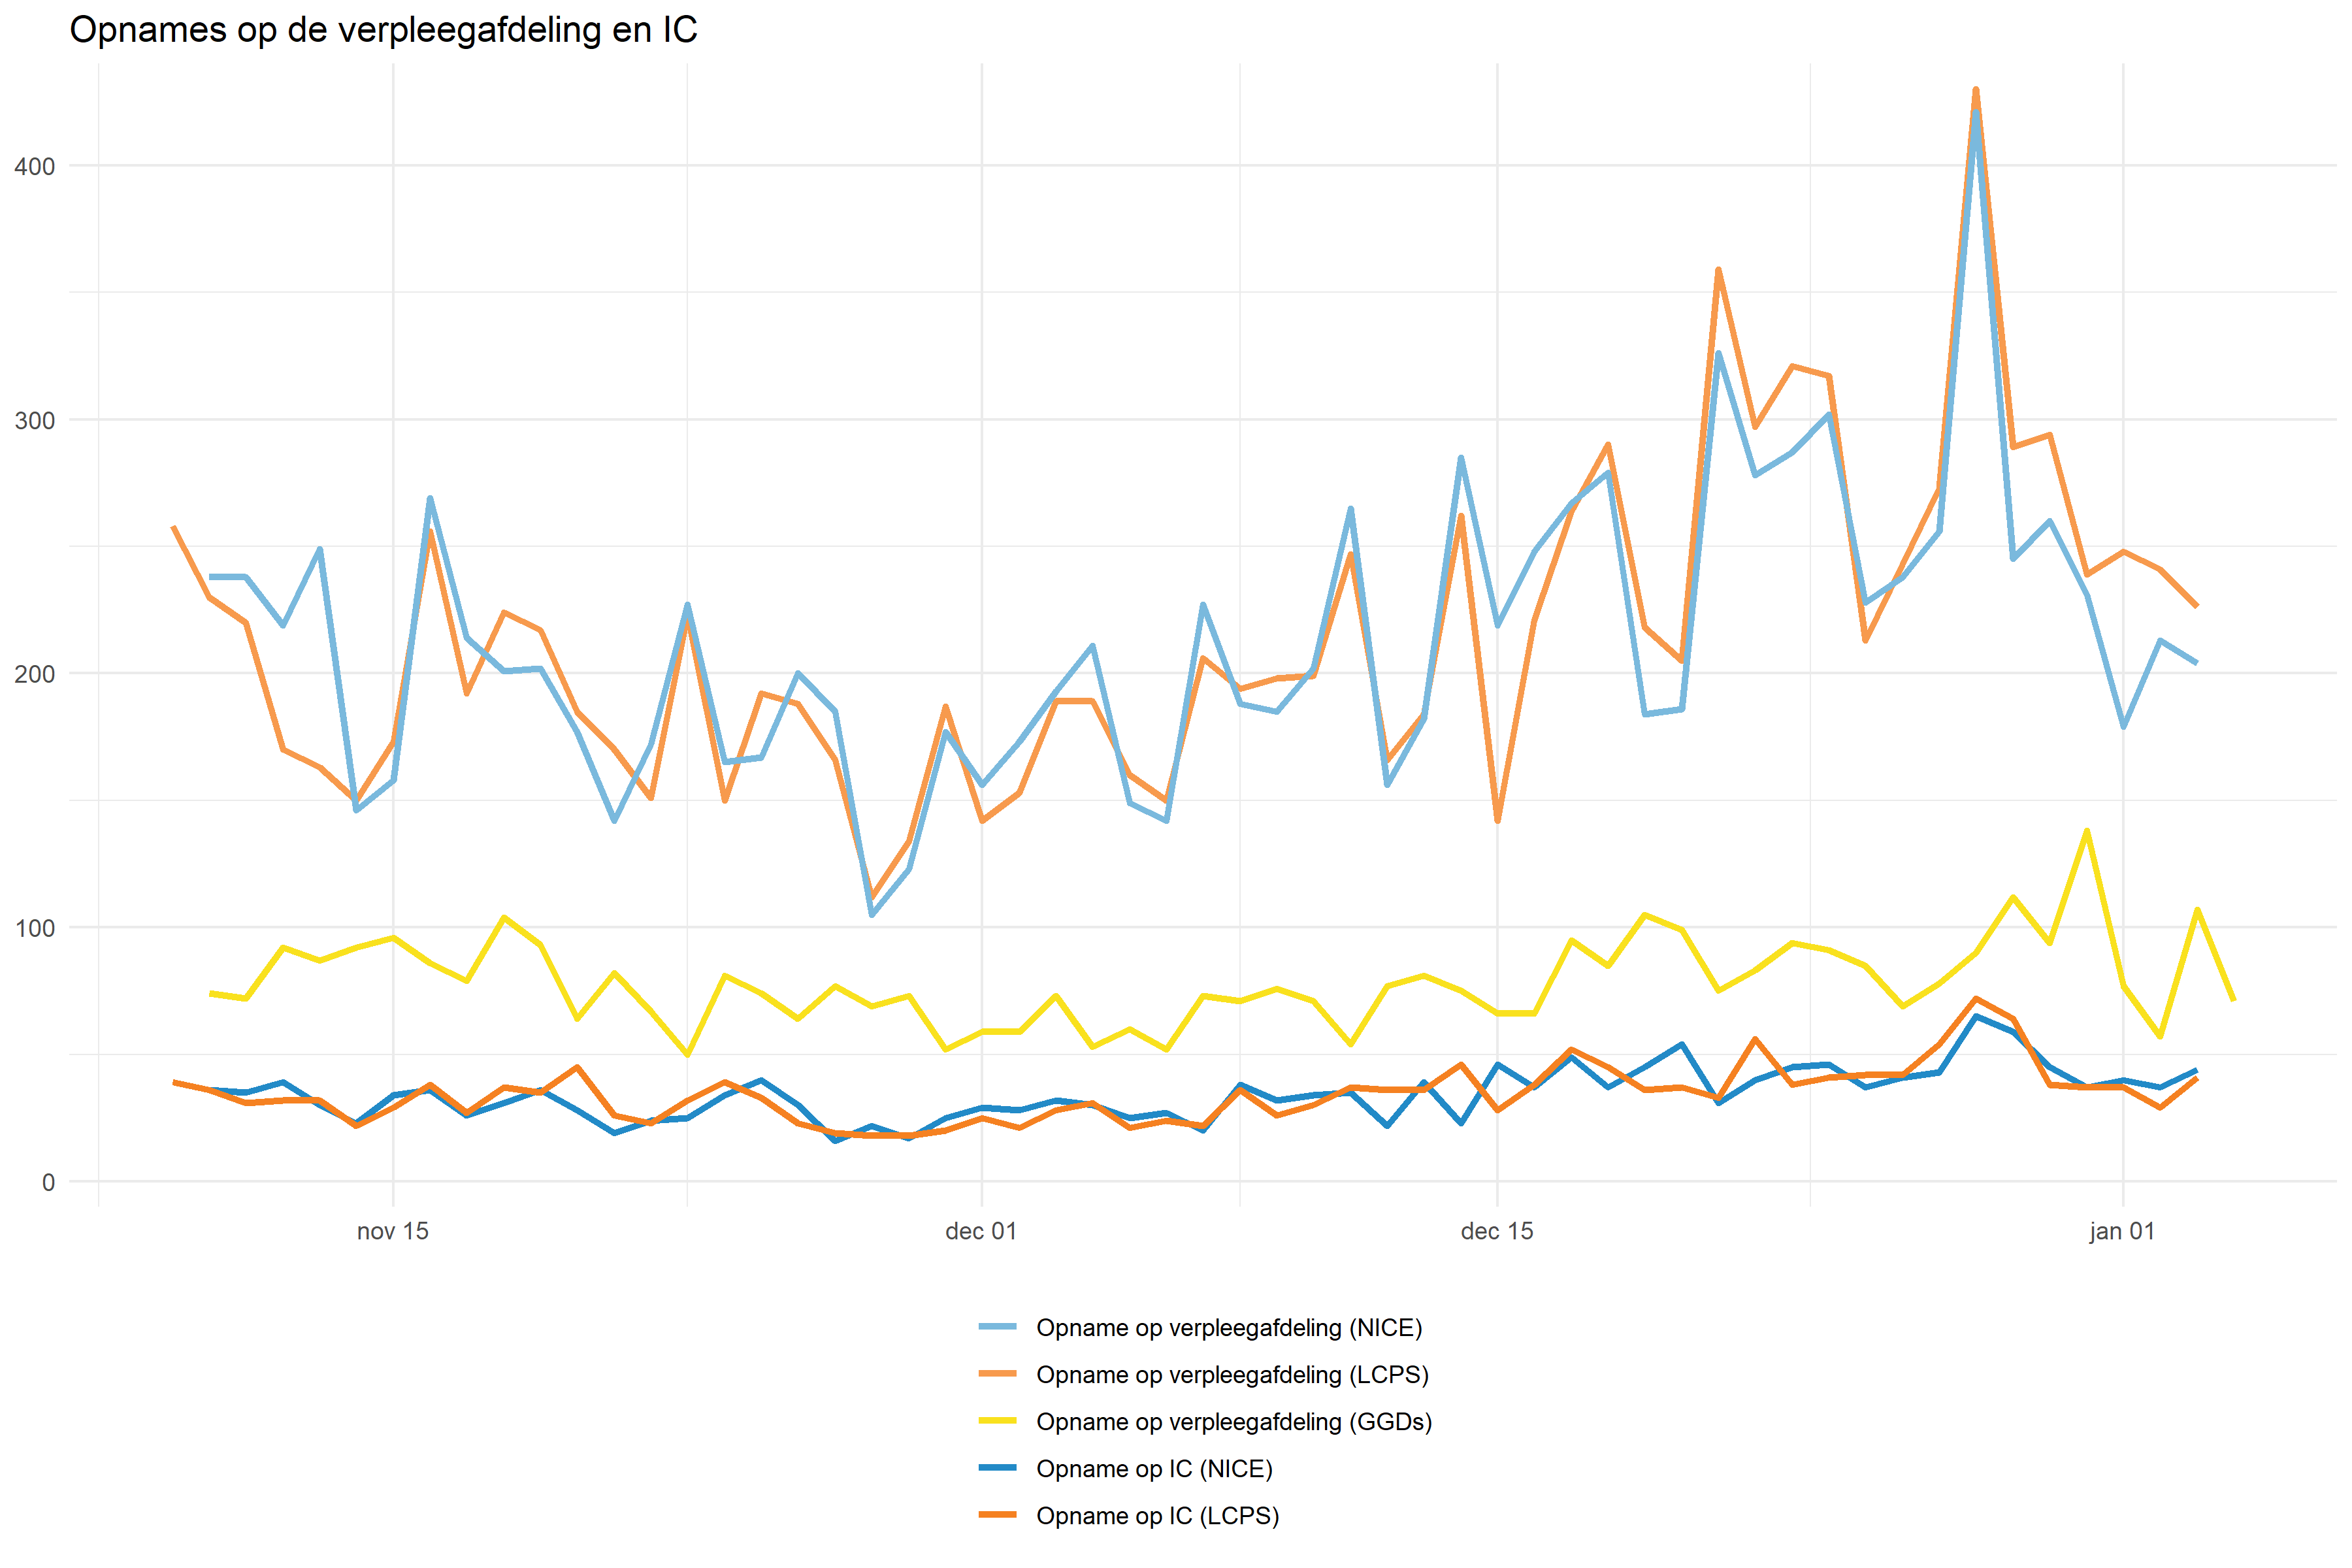 Opnames op de verpleegafdeling en IC
400
300
200
100
0
nov 15 dec 01 dec 15 jan 01
Opname op verpleegafdeling (NICE)
Opname op verpleegafdeling (LCPS)
Opname op verpleegafdeling (GGDs)
Opname op IC (NICE)
Opname op IC (LCPS)